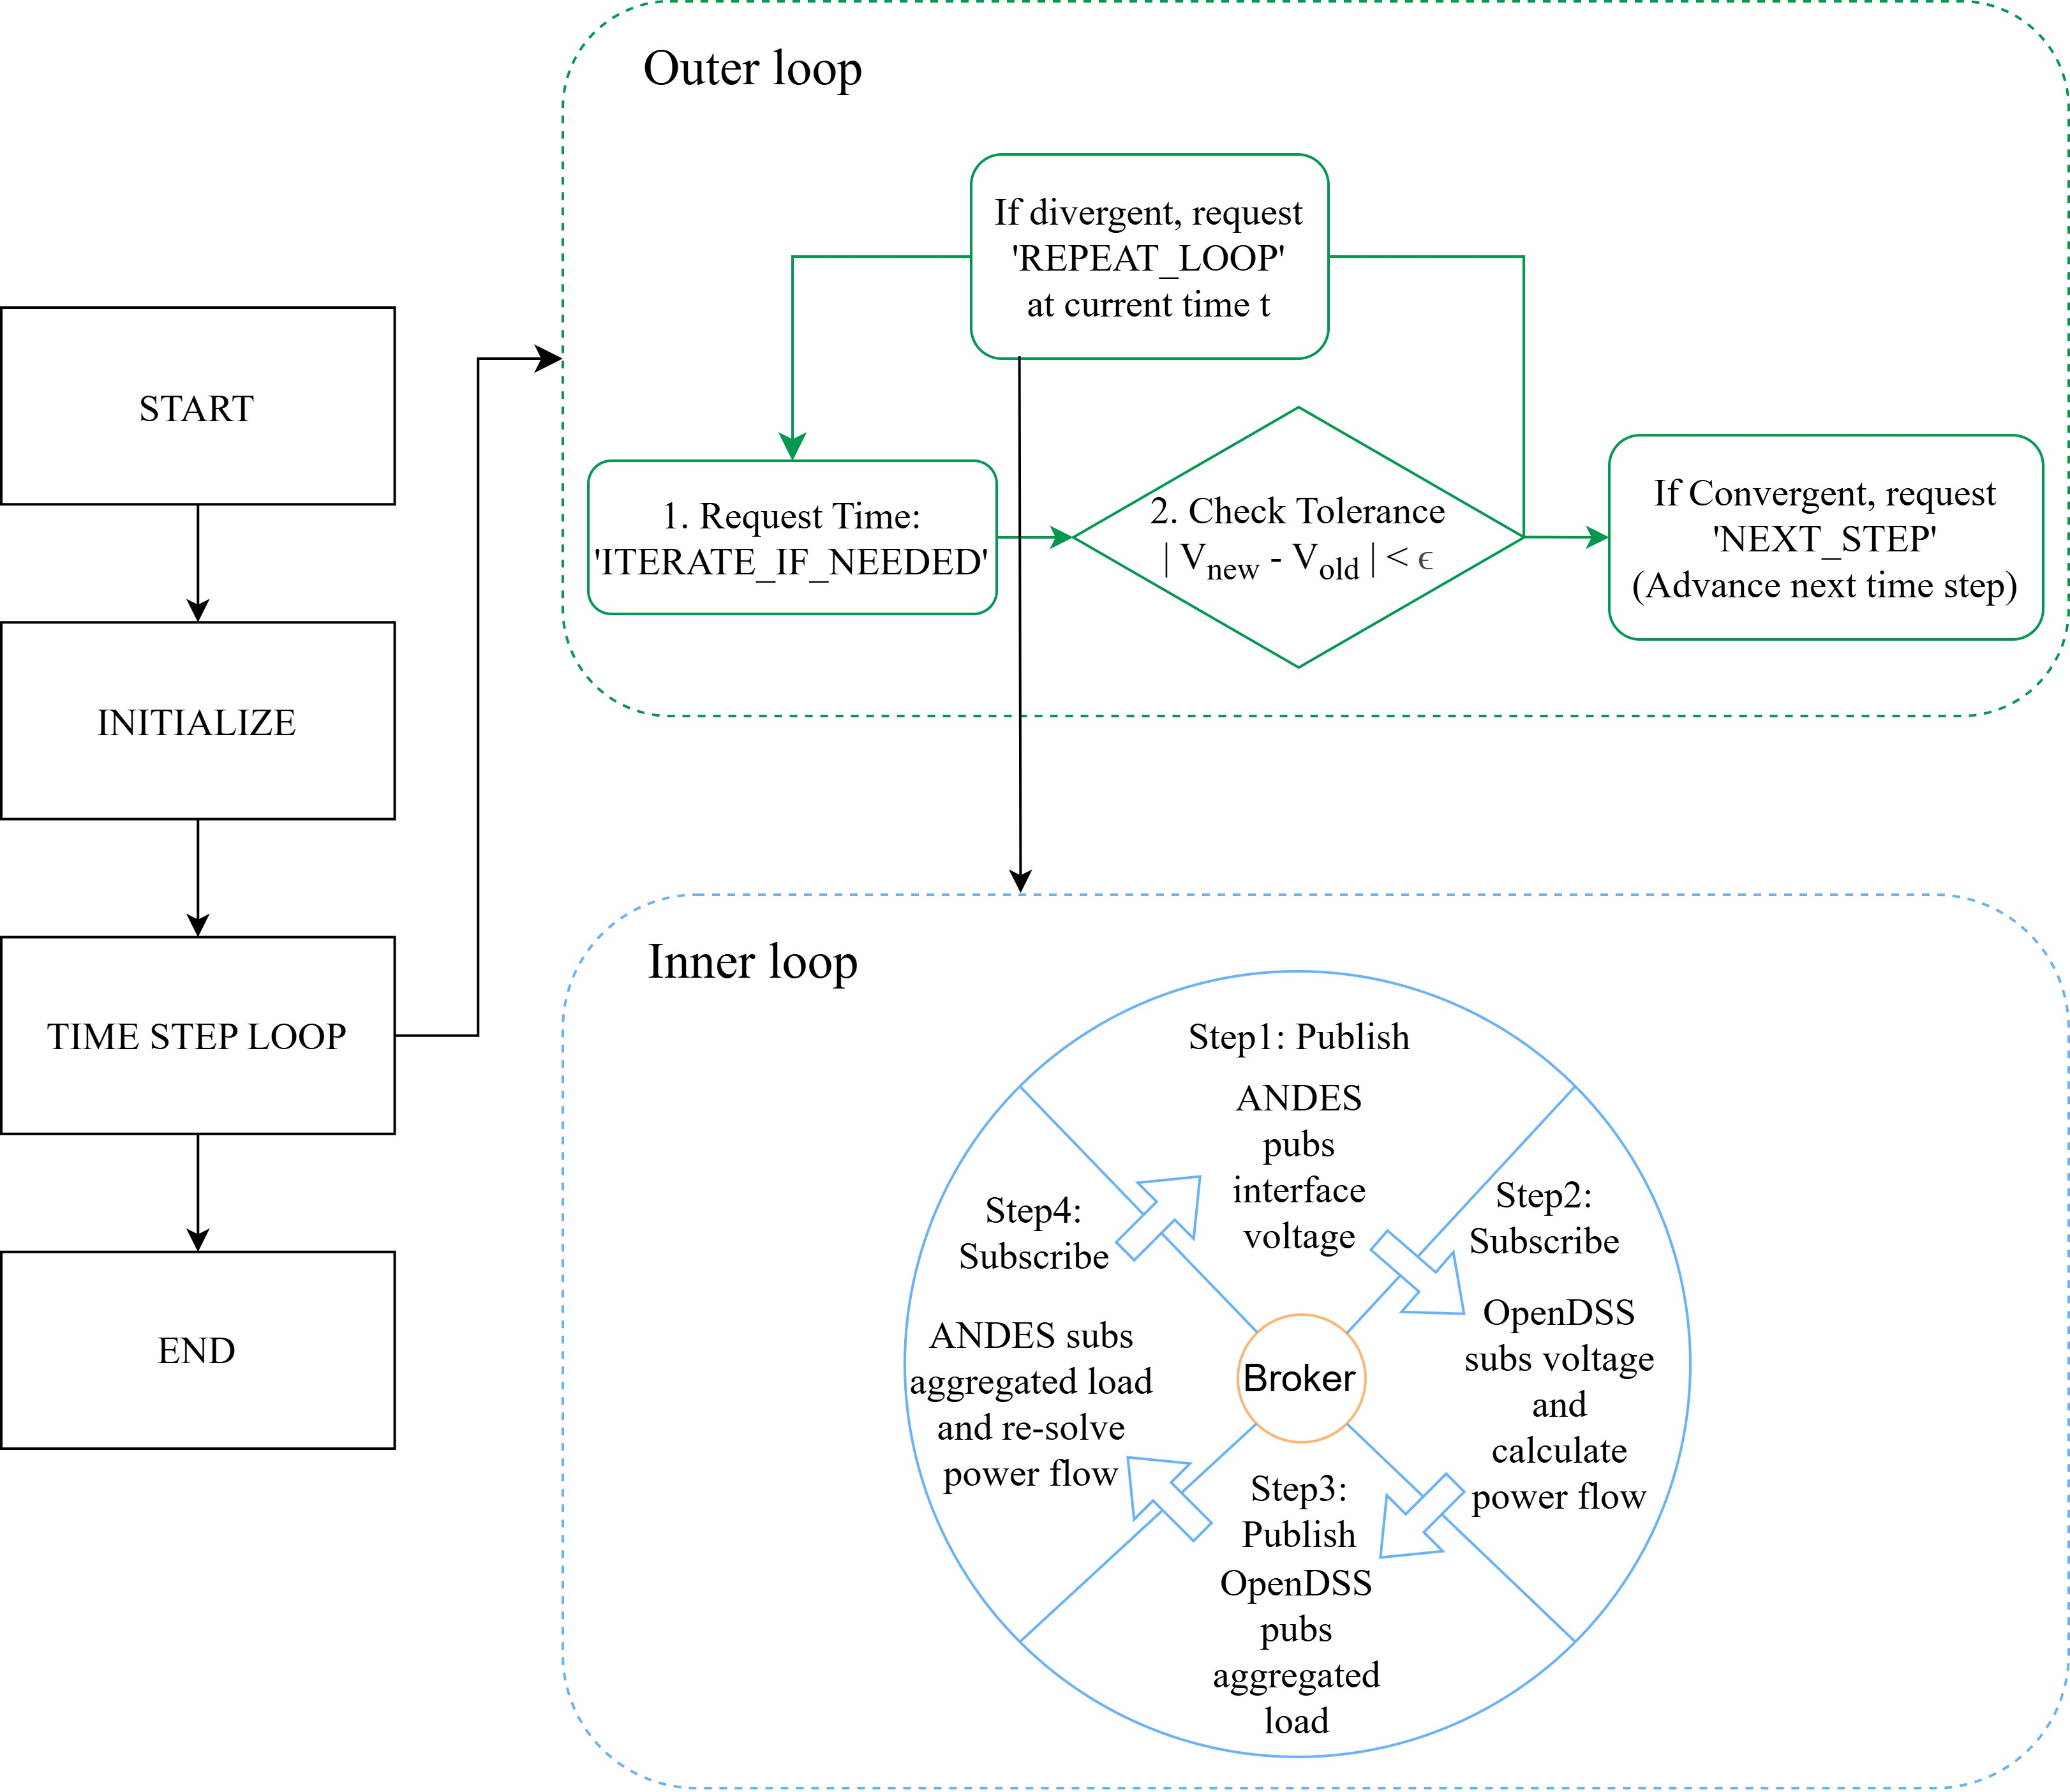 Outer loop
If divergent, request
'REPEAT_LOOP'
at current time t
1. Request Time:
'ITERATE_IF_NEEDED'
2. Check Tolerance
| Vnew - Vold | < ϵ
If Convergent, request
'NEXT_STEP'
(Advance next time step)
START
INITIALIZE
TIME STEP LOOP
END
Inner loop
Step1: Publish
ANDES
pubs
interface
voltage
Step2:
Subscribe
OpenDSS
subs voltage
and
calculate
power flow
Step3:
Publish
OpenDSS
pubs
aggregated
load
Step4:
Subscribe
ANDES subs
aggregated load
and re-solve
power flow
Broker